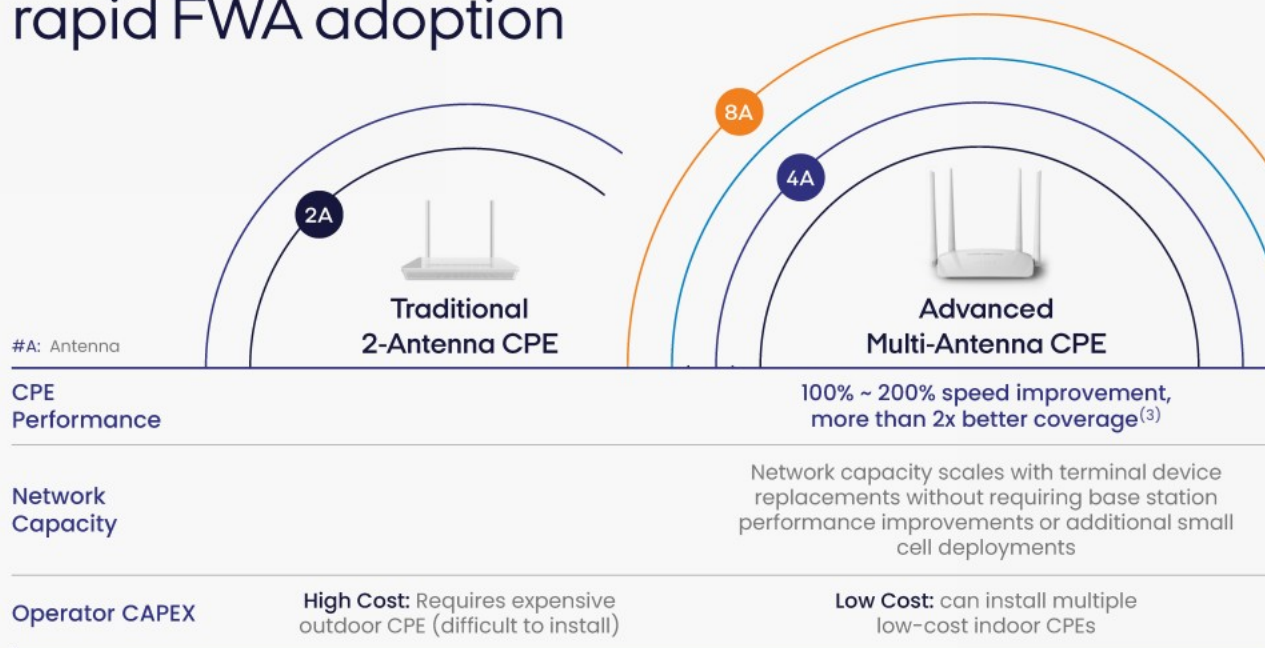 rapid FWA adoption
8A
4A
2A
Traditional
2-Antenna CPE
Advanced
Multi-Antenna CPE
#A: Antenna
CPE
Performance
100% ~ 200% speed improvement,
more than 2x better coverage(3)
Network
Capacity
Network capacity scales with terminal device
replacements without requiring base station
performance improvements or additional small
cell deployments
Operator CAPEX
High Cost: Requires expensive
outdoor CPE (difficult to install)
Low Cost: can install multiple
low-cost indoor CPEs